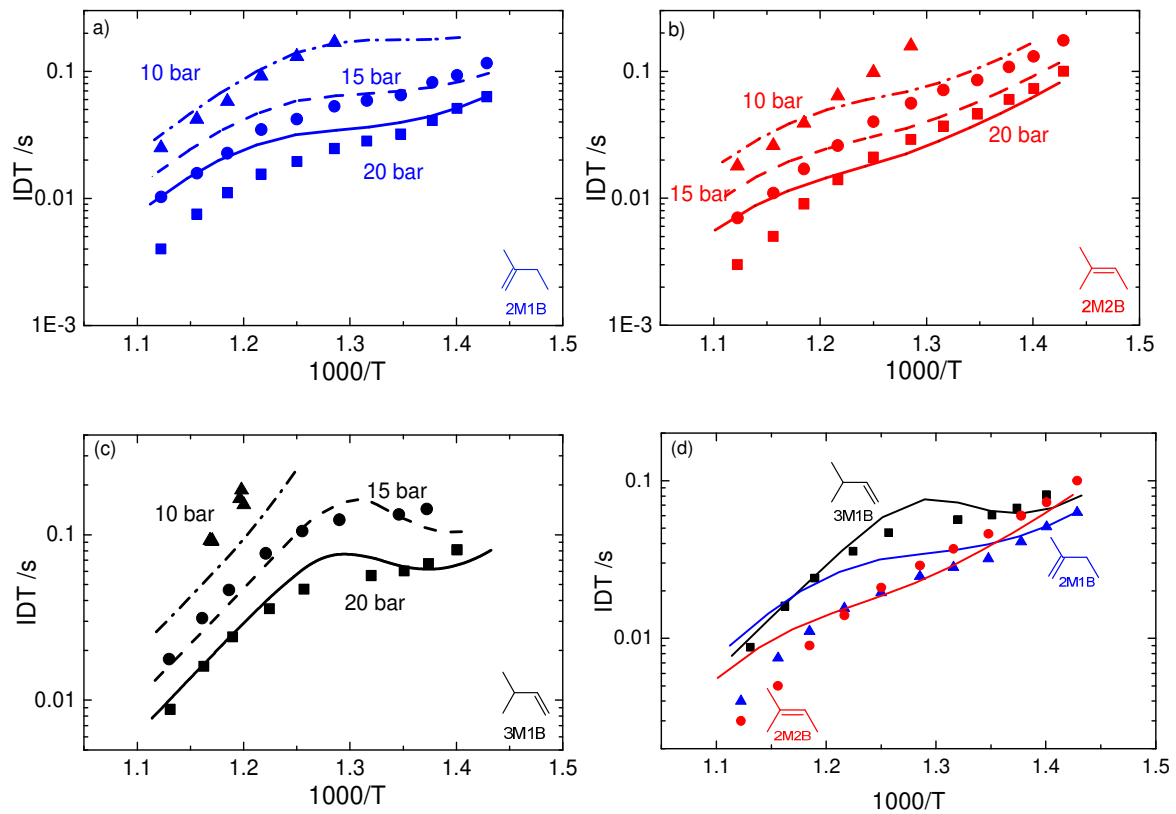 a)
IDT /s
0.1
0.01
1E-3
10 bar
15 bar
20 bar
2M1B
1.1 1.2 1.3 1.4 1.5
1000/T
b)
IDT /s
0.1
0.01
1E-3
10 bar
20 bar
15 bar
2M2B
1.1 1.2 1.3 1.4 1.5
1000/T
(c)
IDT /s
0.1
0.01
15 bar
10 bar
20 bar
3M1B
1.1 1.2 1.3 1.4 1.5
1000/T
(d)
IDT /s
0.1
0.01
3M1B
2M1B
2M2B
1.1 1.2 1.3 1.4 1.5
1000/T